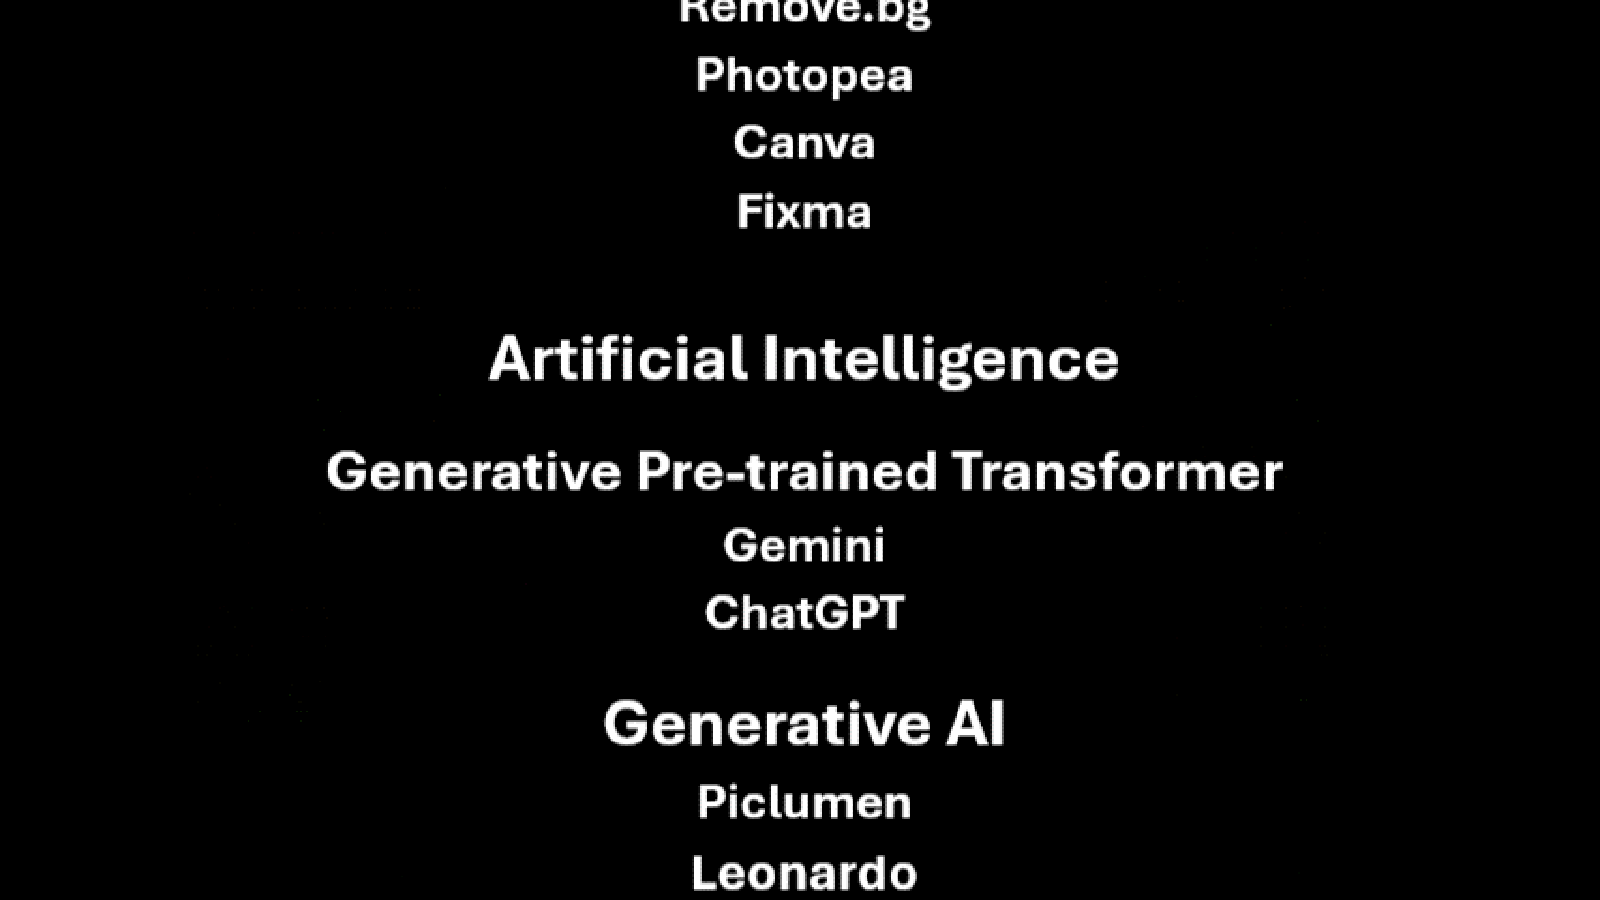 Remove.bg
Photopea
Canva
Fixma
Artificial Intelligence
Generative Pre-trained Transformer
Gemini
ChatGPT
Generative AI
Piclumen
Leonardo